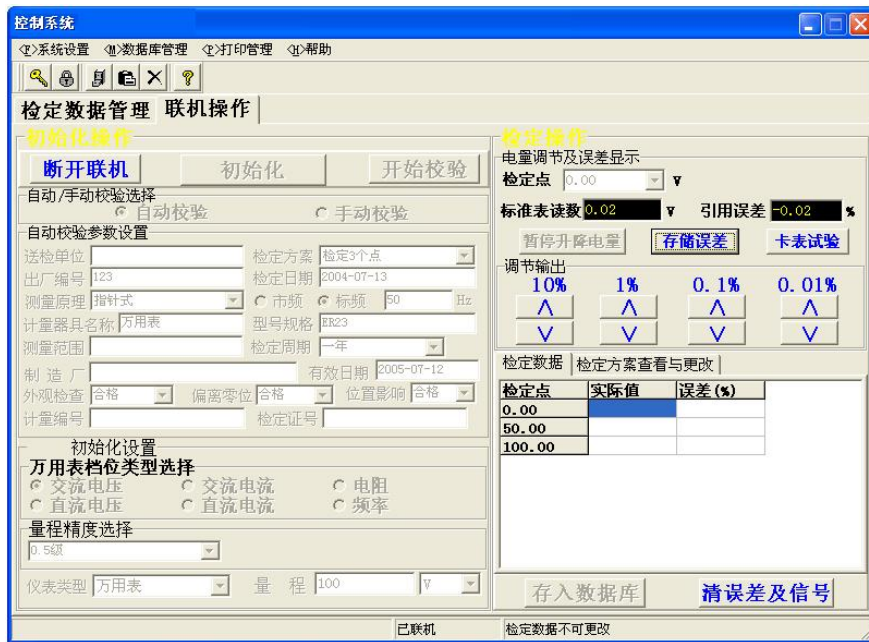 控制系统
<F>系统设置 <M>数据库管理 <P>打印管理 <H>帮助
检定数据管理 联机操作
初始化操作
断开联机 初始化 开始校验
自动/手动校验选择
自动校验 手动校验
自动校验参数设置
送检单位 检定方案 检定3个点
出厂编号 123 检定日期 2004-07-13
测量原理 指针式 市频 标频 50 Hz
计量器具名称 万用表 型号规格 ER23
测量范围 检定周期 一年
制造厂 有效日期 2005-07-12
外观检查 合格 偏离零位 合格 位置影响 合格
计量编号 检定证号
初始化设置
万用表档位类型选择
交流电压 交流电流 电阻
直流电压 直流电流 频率
量程精度选择
0.5级
仪表类型 万用表 量 程 100 V
检定操作
电量调节及误差显示
检定点 0.00 V
标准表读数 0.02 V 引用误差 -0.02 %
暂停升降电量 存储误差 卡表试验
调节输出
10% 1% 0.1% 0.01%
检定数据 检定方案查看与更改
检定点 实际值 误差(%)
0.00
50.00
100.00
存入数据库 清误差及信号
已联机 检定数据不可更改